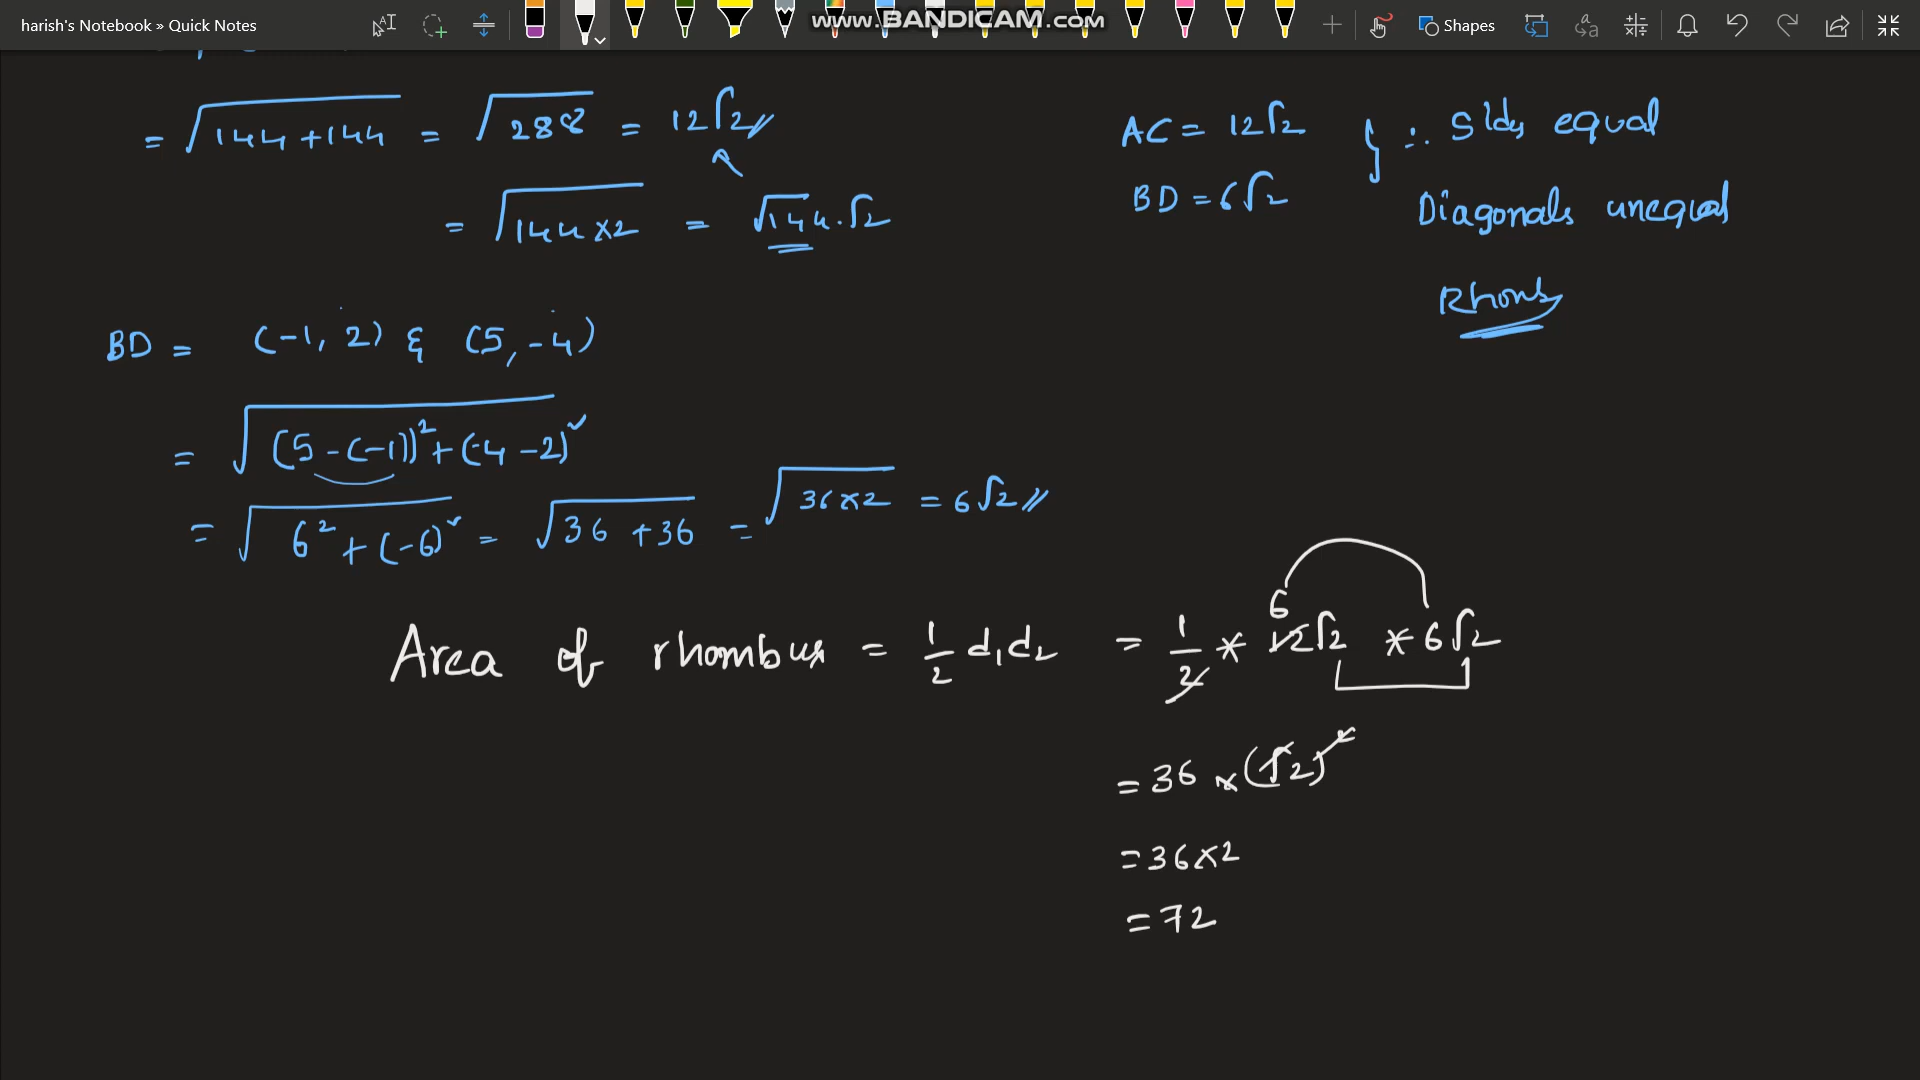 harish's Notebook » Quick Notes
www.BANDICAM.com
Shapes
= √144+144 = √288 = 12√2 //
= √144×2 = √144 . √2
AC = 12√2
BD = 6√2
} ∴ Sides equal
Diagonals unequal
Rhombus
BD = (-1, 2) & (5, -4)
= √(5-(-1))² + (-4-2)²
= √6² + (-6)² = √36 + 36 = √36×2 = 6√2 //
Area of rhombus = 1/2 d₁d₂ = 1/2 * 12√2 * 6√2
6
= 36 × (√2)²
= 36×2
= 72